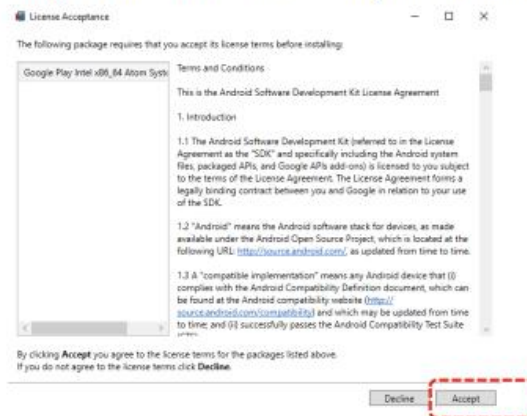 License Acceptance
The following package requires that you accept its license terms before installing:
Google Play Intel x86_64 Atom Syste
Terms and Conditions
This is the Android Software Development Kit License Agreement
1. Introduction
1.1 The Android Software Development Kit (referred to in the License
Agreement as the "SDK" and specifically including the Android system
files, packaged APIs, and Google APIs add-ons) is licensed to you subject
to the terms of the License Agreement. The License Agreement forms a
legally binding contract between you and Google in relation to your use
of the SDK.
1.2 "Android" means the Android software stack for devices, as made
available under the Android Open Source Project, which is located at the
following URL: http://source.android.com/, as updated from time to time.
1.3 A "compatible implementation" means any Android device that (i)
complies with the Android Compatibility Definition document, which can
be found at the Android compatibility website (http://
source.android.com/compatibility) and which may be updated from time
to time; and (ii) successfully passes the Android Compatibility Test Suite
By clicking Accept you agree to the license terms for the packages listed above.
If you do not agree to the license terms click Decline.
Decline
Accept